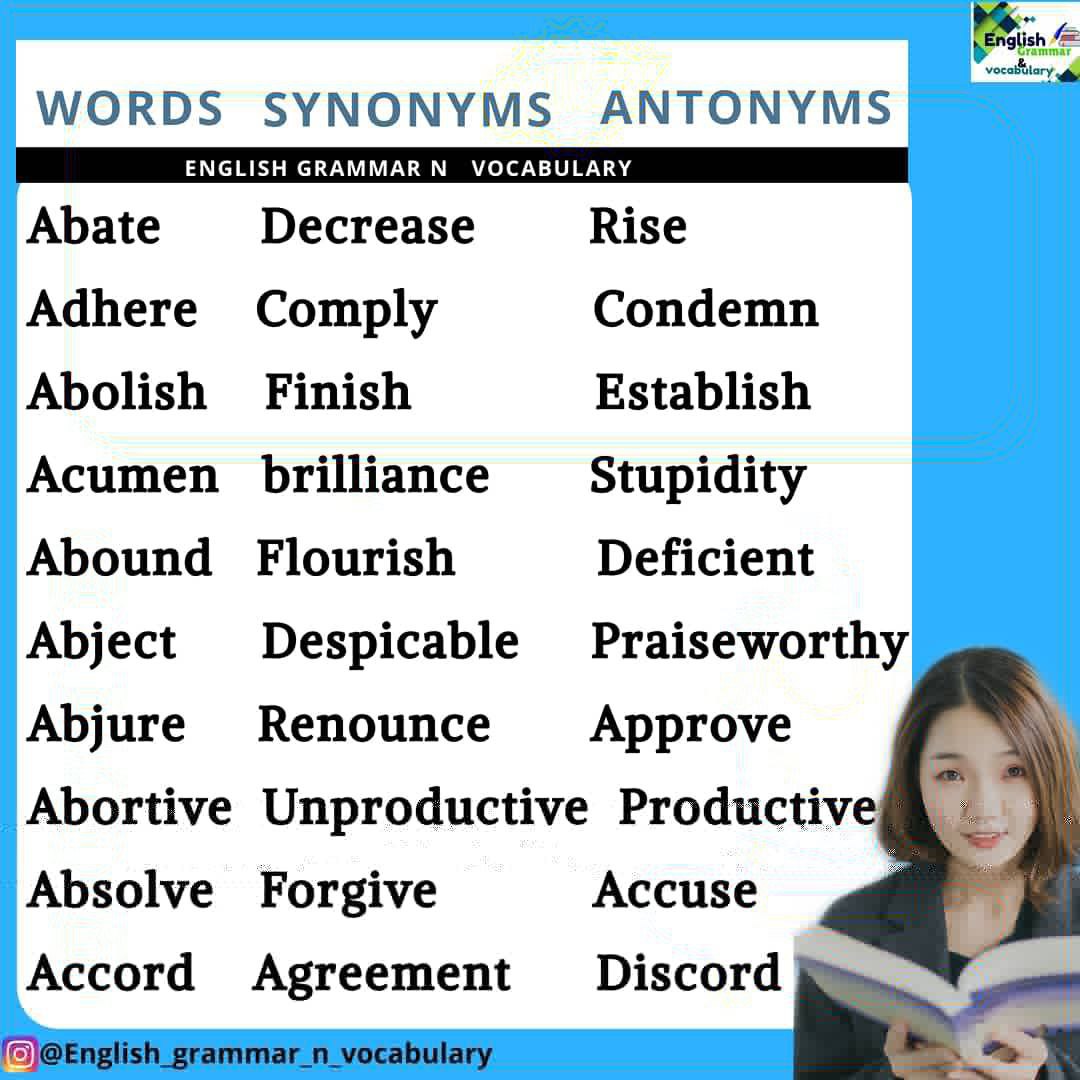 English
Grammar
&
vocabulary
WORDS SYNONYMS ANTONYMS
ENGLISH GRAMMAR N VOCABULARY
Abate Decrease Rise
Adhere Comply Condemn
Abolish Finish Establish
Acumen brilliance Stupidity
Abound Flourish Deficient
Abject Despicable Praiseworthy
Abjure Renounce Approve
Abortive Unproductive Productive
Absolve Forgive Accuse
Accord Agreement Discord
@English_grammar_n_vocabulary